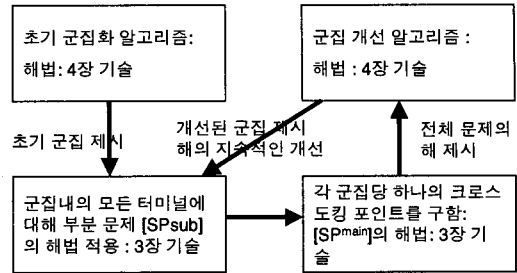 초기 군집화 알고리즘 :
해법: 4장 기술
군집 개선 알고리즘 :
해법 : 4장 기술
초기 군집 제시
개선된 군집 제시
해의 지속적인 개선
전체 문제의
해 제시
군집내의 모든 터미널에
대해 부분 문제 [SPsub]
의 해법 적용 : 3장 기술
각 군집당 하나의 크로스
도킹 포인트를 구함:
[SPmain]의 해법: 3장 기
술